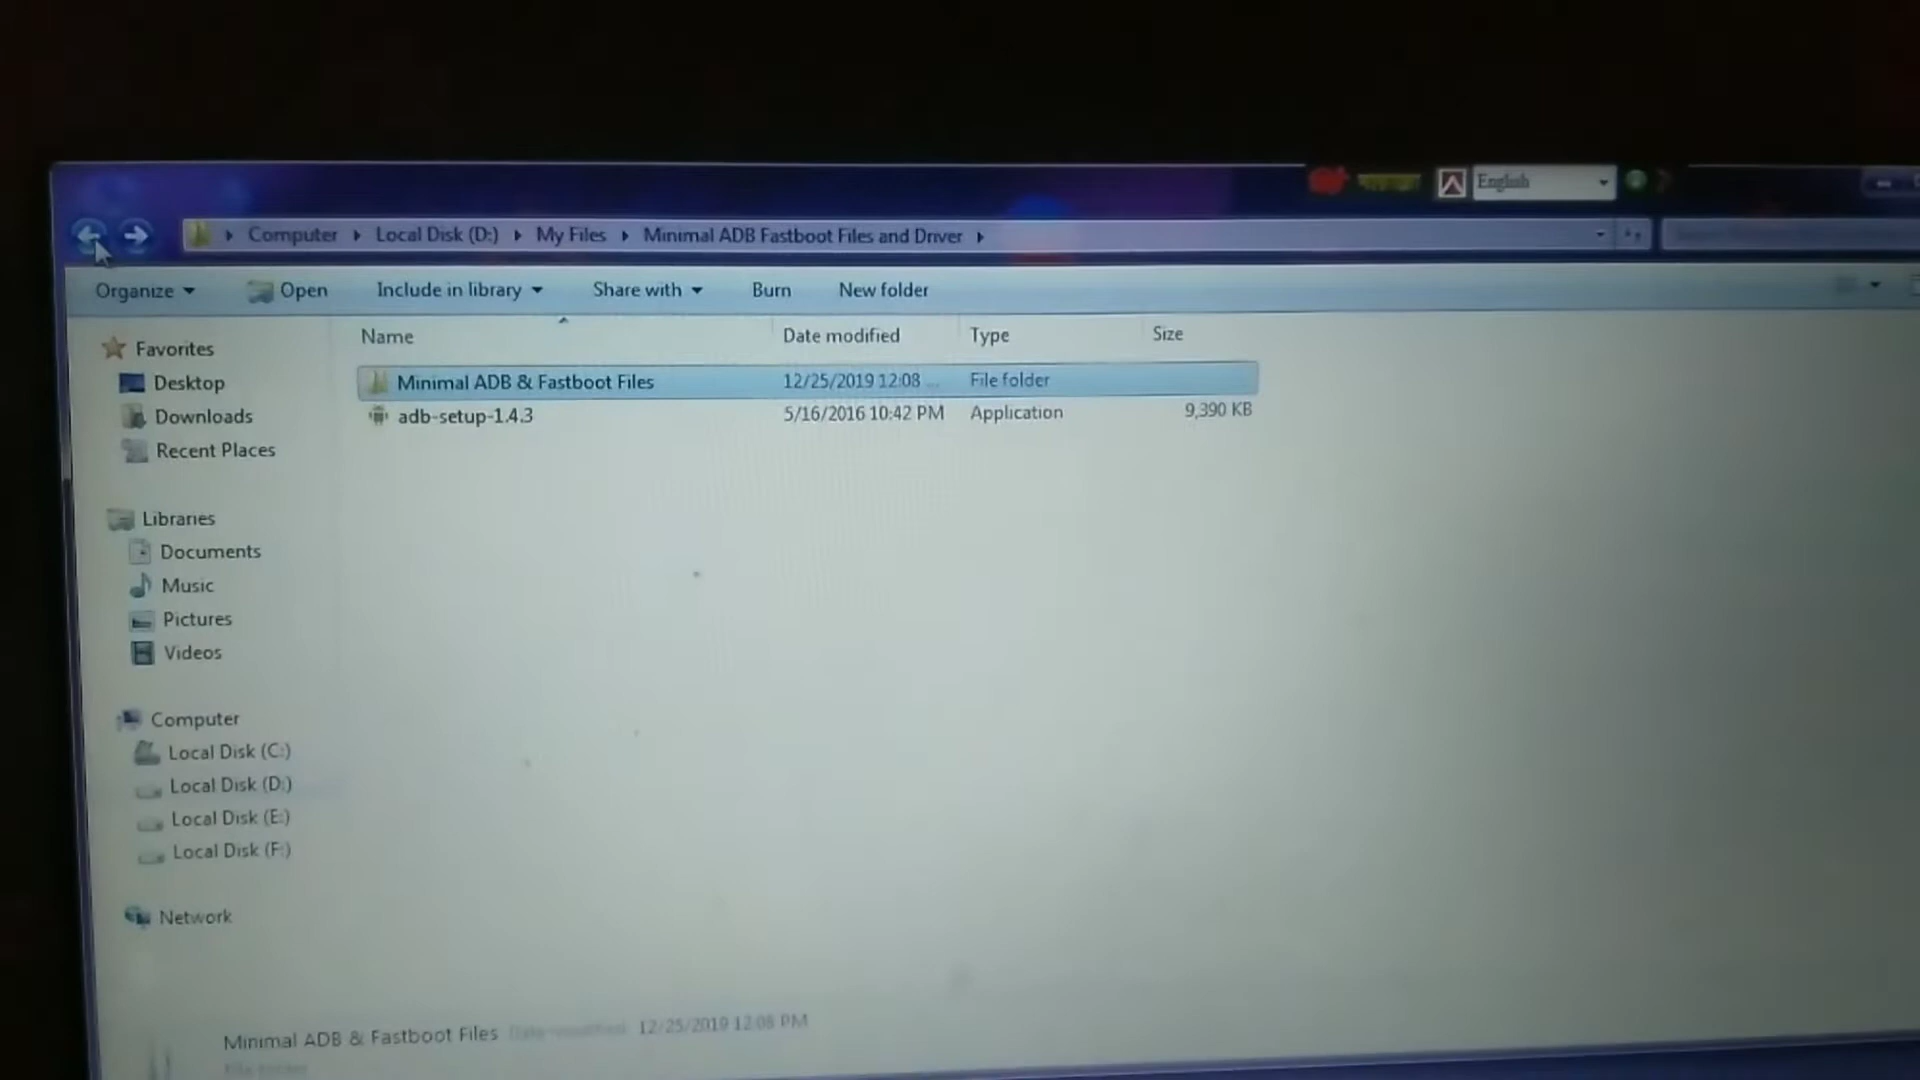 English
Computer Local Disk (D:) My Files Minimal ADB Fastboot Files and Driver
Organize Open Include in library Share with Burn New folder
Name Date modified Type Size
Minimal ADB & Fastboot Files 12/25/2019 12:08 ... File folder
adb-setup-1.4.3 5/16/2016 10:42 PM Application 9,390 KB
Favorites
Desktop
Downloads
Recent Places
Libraries
Documents
Music
Pictures
Videos
Computer
Local Disk (C:)
Local Disk (D:)
Local Disk (E:)
Local Disk (F:)
Network
Minimal ADB & Fastboot Files Date modified: 12/25/2019 12:08 PM
File folder